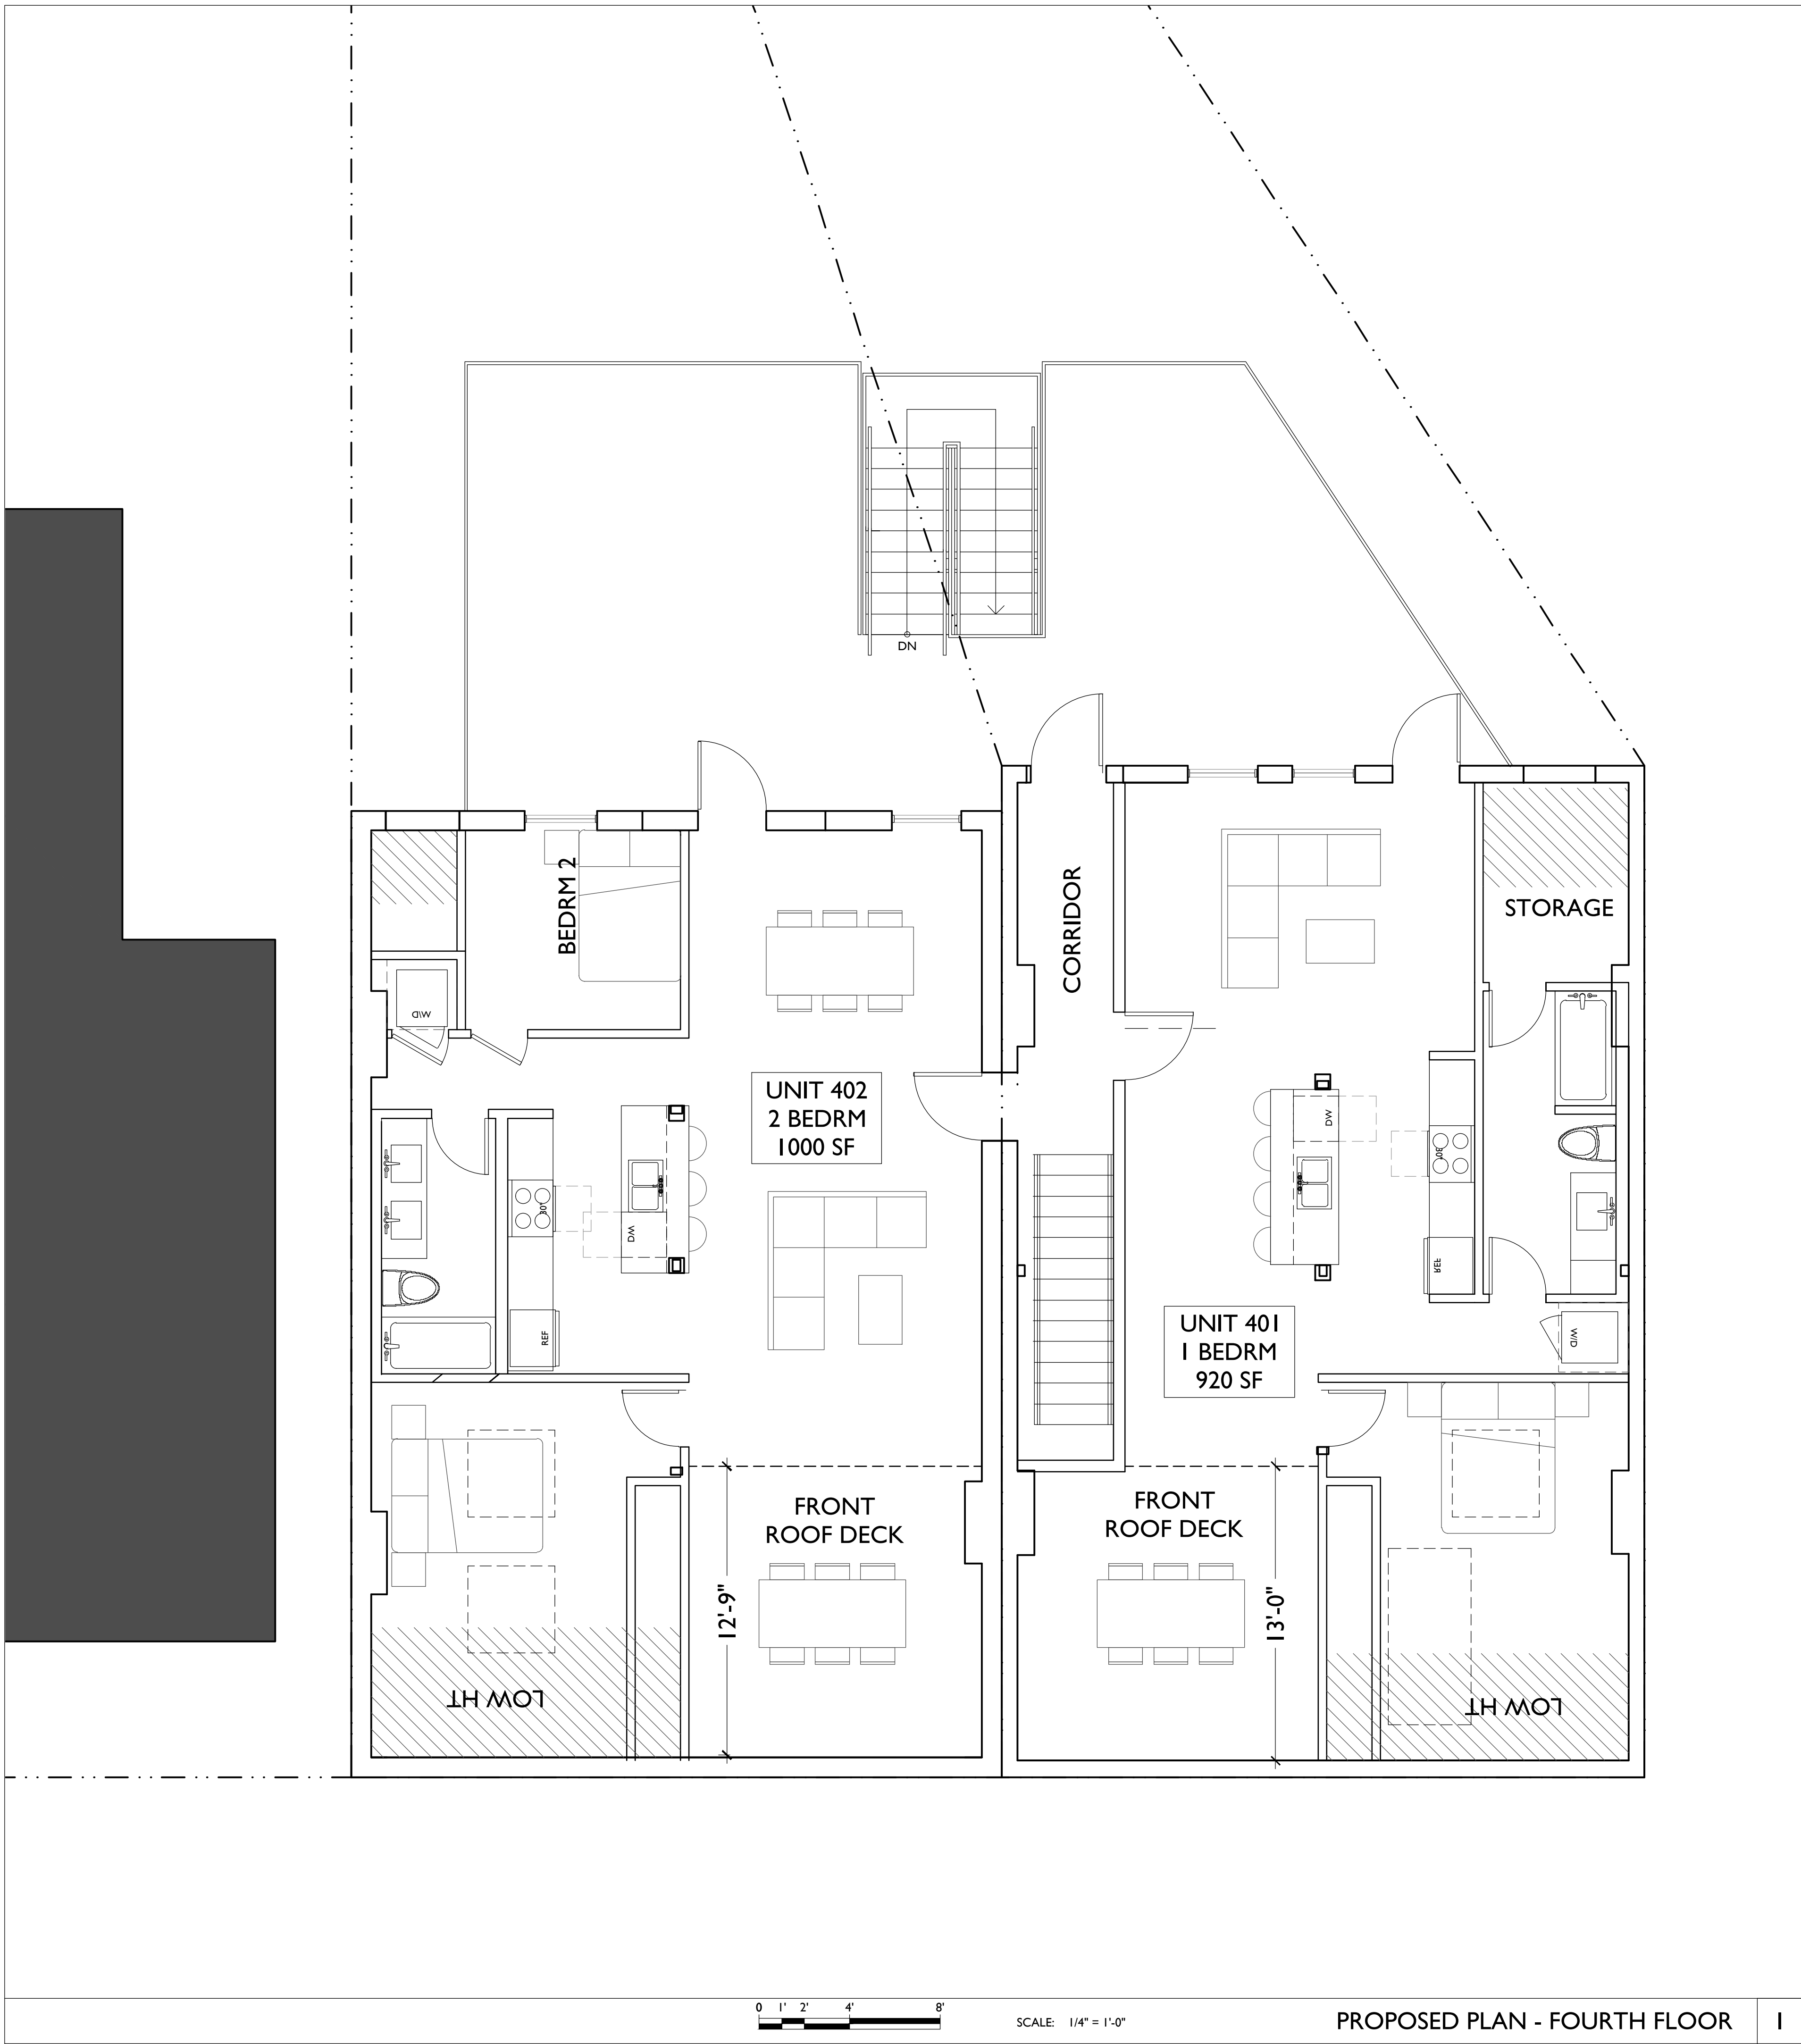 DN
BEDRM 2
CORRIDOR
STORAGE
W\D
UNIT 402
2 BEDRM
1000 SF
DW
30"
DW
30"
REF
REF
UNIT 401
1 BEDRM
920 SF
W/D
FRONT
ROOF DECK
FRONT
ROOF DECK
12'-9"
13'-0"
LOW HT
LOW HT
0 1' 2' 4' 8'
SCALE: 1/4" = 1'-0"
PROPOSED PLAN - FOURTH FLOOR
1